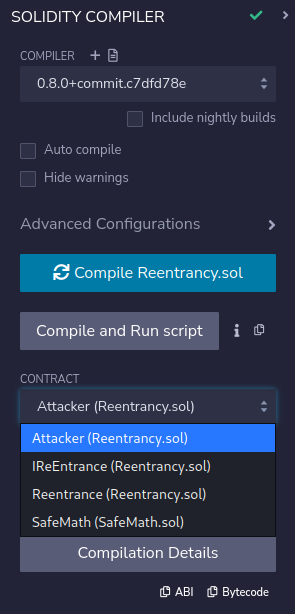 SOLIDITY COMPILER
COMPILER
0.8.0+commit.c7dfd78e
Include nightly builds
Auto compile
Hide warnings
Advanced Configurations
Compile Reentrancy.sol
Compile and Run script
CONTRACT
Attacker (Reentrancy.sol)
Attacker (Reentrancy.sol)
IReEntrance (Reentrancy.sol)
Reentrance (Reentrancy.sol)
SafeMath (SafeMath.sol)
Compilation Details
ABI Bytecode